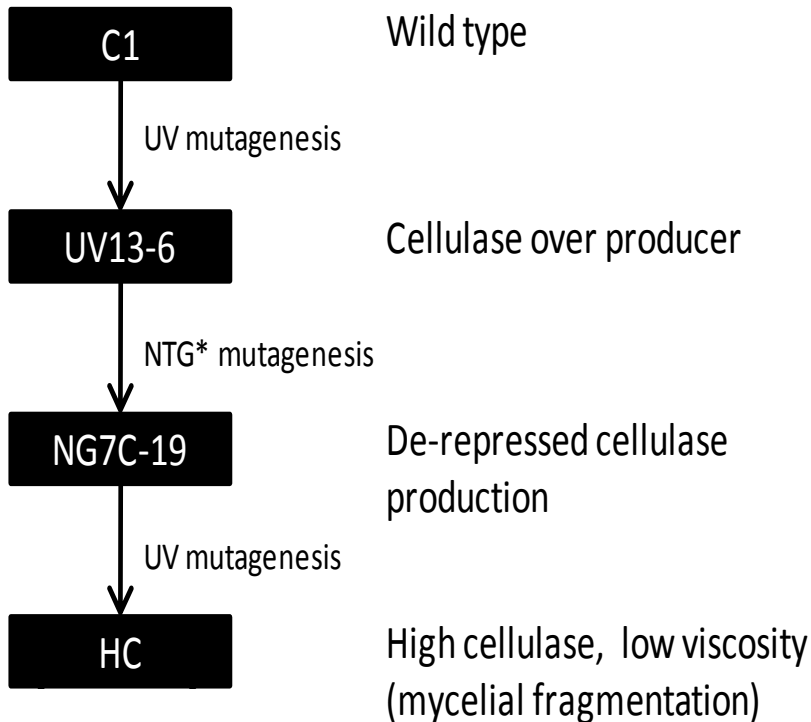 C1
Wild type
UV mutagenesis
UV13-6
Cellulase over producer
NTG* mutagenesis
NG7C-19
De-repressed cellulase
production
UV mutagenesis
HC
High cellulase, low viscosity
(mycelial fragmentation)